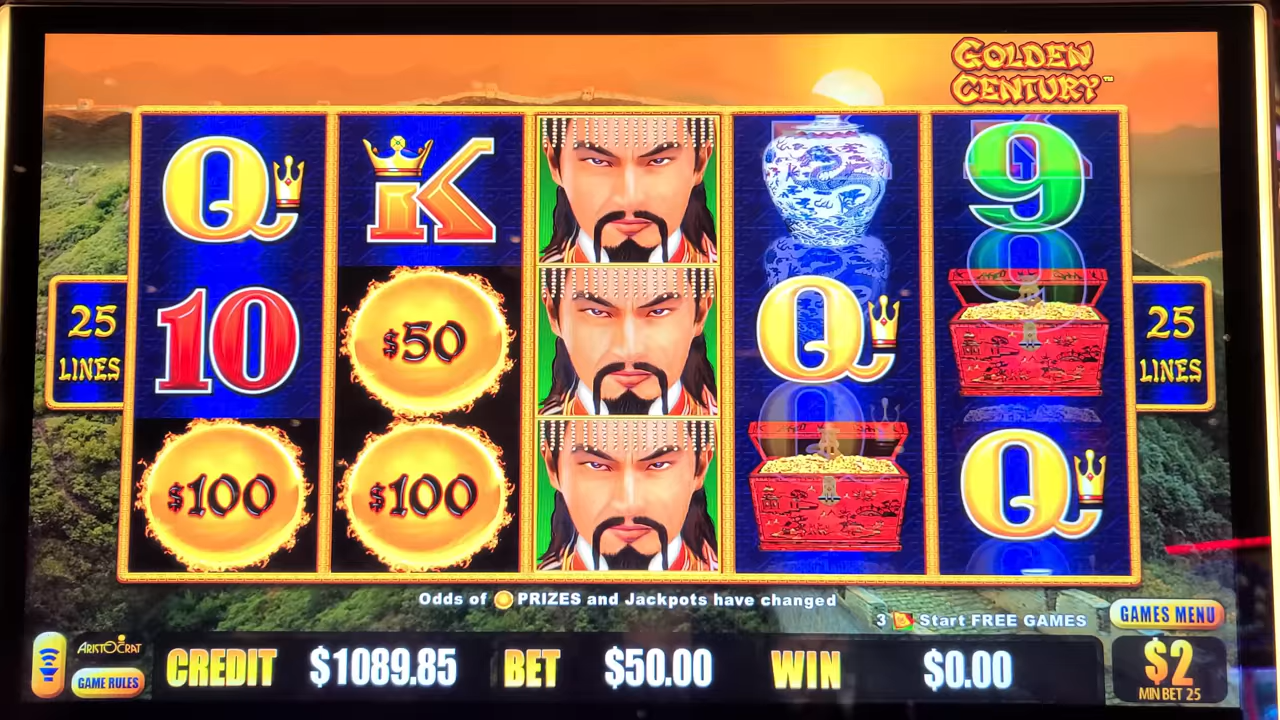 GOLDEN
CENTURY™
Q
K
9
25
LINES
10
$50
Q
25
LINES
$100
$100
Q
Odds of PRIZES and Jackpots have changed
3 Start FREE GAMES
GAMES MENU
ARISTOCRAT
GAME RULES
CREDIT $1089.85 BET $50.00 WIN $0.00
$2
MIN BET 25